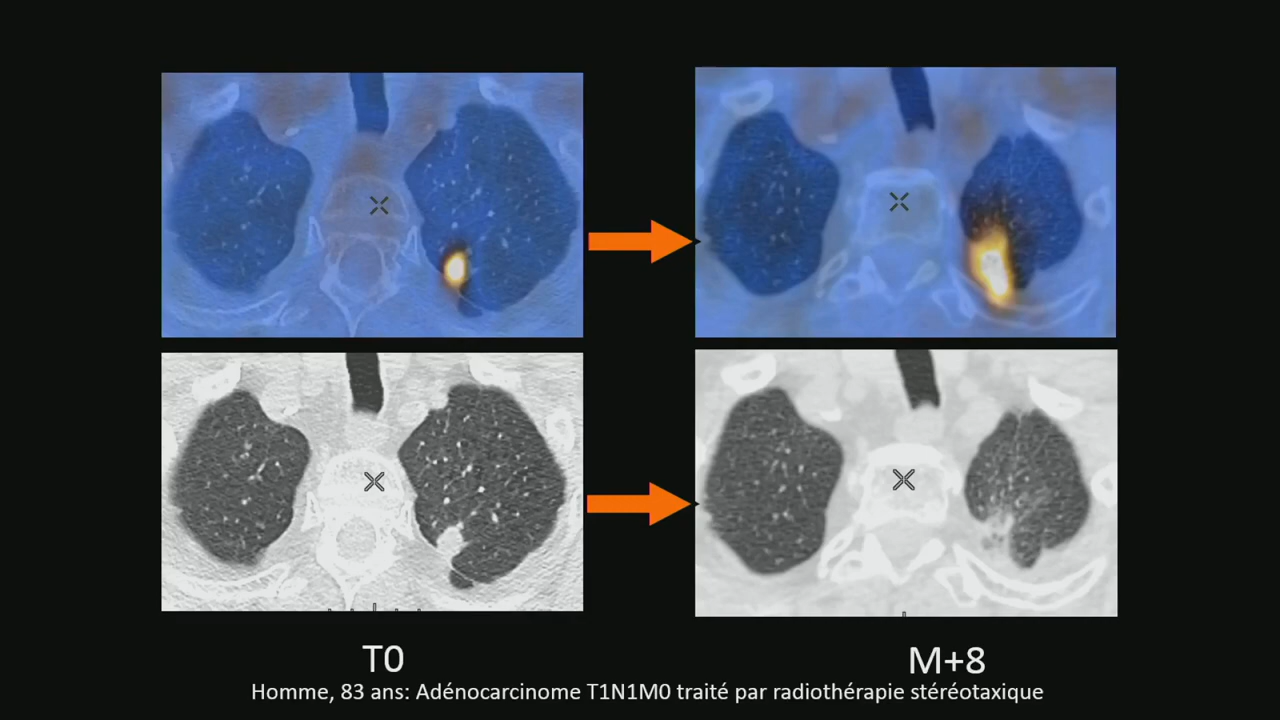 T0
M+8
Homme, 83 ans: Adénocarcinome T1N1M0 traité par radiothérapie stéréotaxique